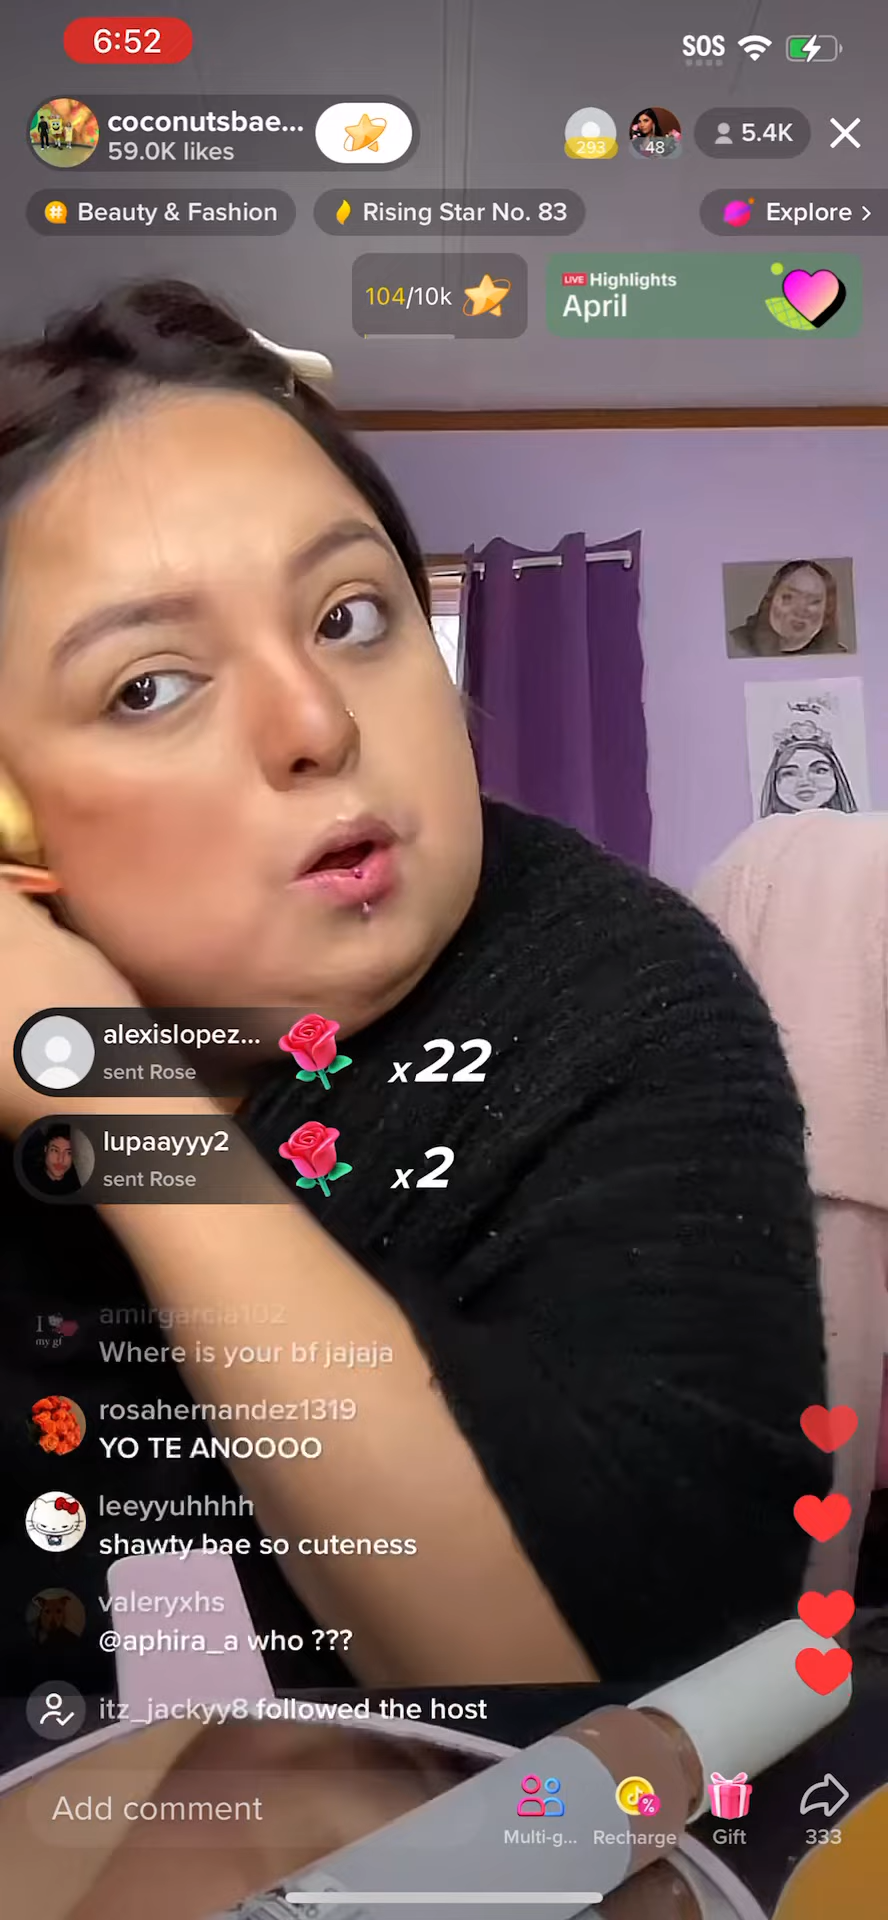 6:52
SOS
coconutsbae...
59.0K likes
293
48
5.4K
Beauty & Fashion
Rising Star No. 83
Explore >
104/10k
LIVE Highlights
April
alexislopez...
sent Rose
x22
lupaayyy2
sent Rose
x2
amirgarcia102
I
my gf
Where is your bf jajaja
rosahernandez1319
YO TE ANOOOO
leeyyuhhhh
shawty bae so cuteness
valeryxhs
@aphira_a who ???
itz_jackyy8 followed the host
Add comment
Multi-g...
Recharge
Gift
333